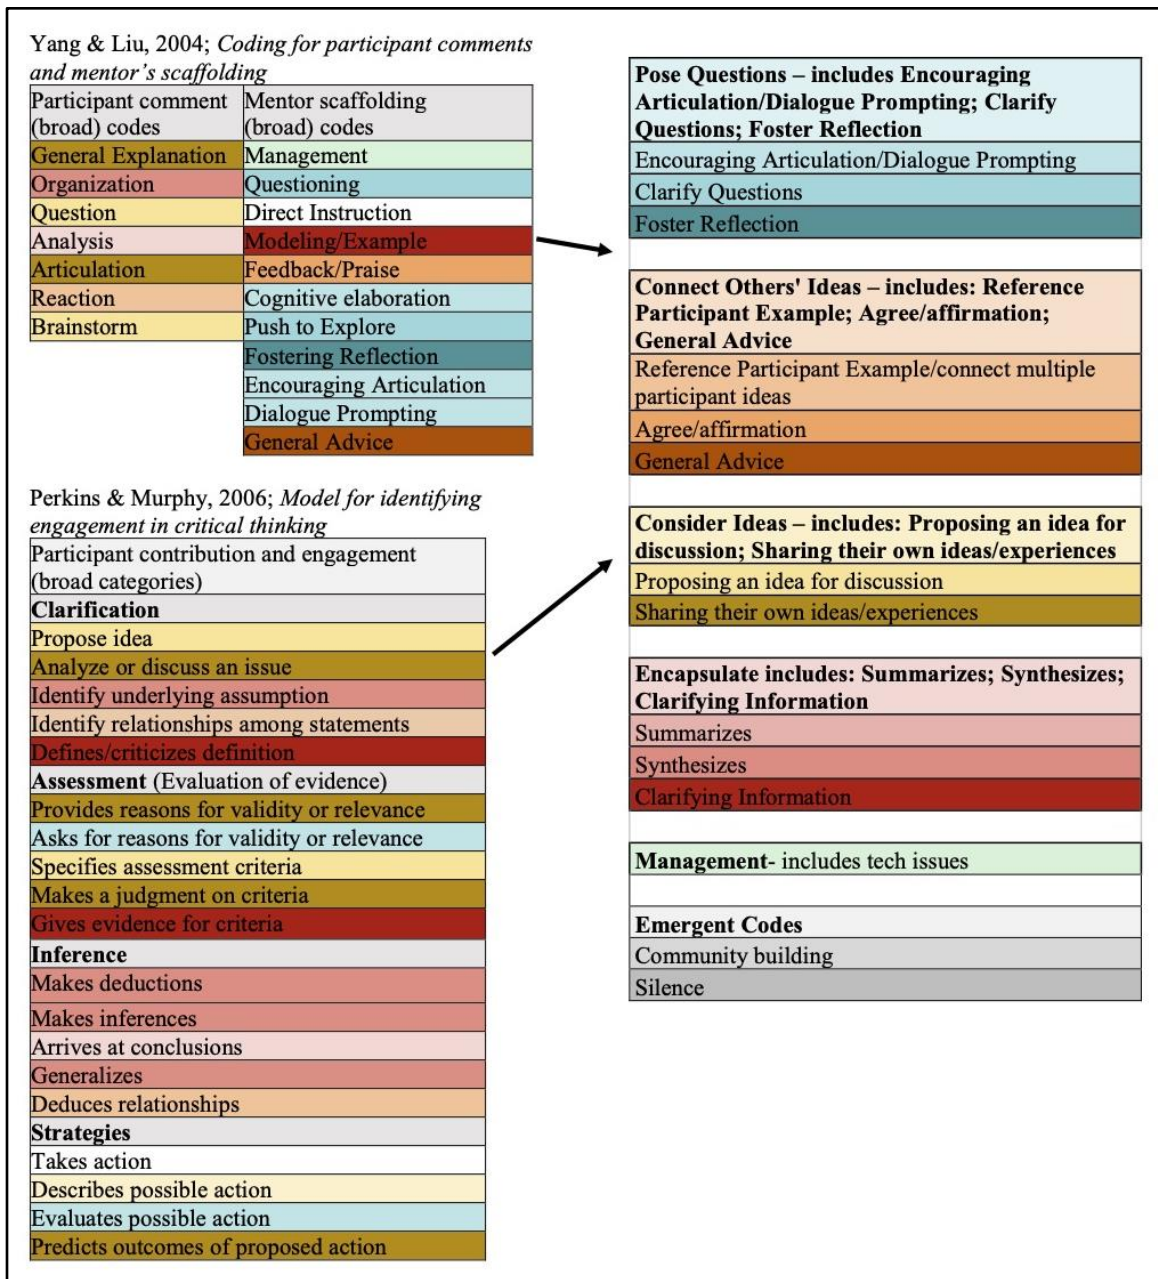 Yang & Liu, 2004; Coding for participant comments
and mentor's scaffolding
Participant comment
(broad) codes
Mentor scaffolding
(broad) codes
General Explanation
Management
Organization
Questioning
Question
Direct Instruction
Analysis
Modeling/Example
Articulation
Feedback/Praise
Reaction
Cognitive elaboration
Brainstorm
Push to Explore
Fostering Reflection
Encouraging Articulation
Dialogue Prompting
General Advice
Perkins & Murphy, 2006; Model for identifying
engagement in critical thinking
Participant contribution and engagement
(broad categories)
Clarification
Propose idea
Analyze or discuss an issue
Identify underlying assumption
Identify relationships among statements
Defines/criticizes definition
Assessment (Evaluation of evidence)
Provides reasons for validity or relevance
Asks for reasons for validity or relevance
Specifies assessment criteria
Makes a judgment on criteria
Gives evidence for criteria
Inference
Makes deductions
Makes inferences
Arrives at conclusions
Generalizes
Deduces relationships
Strategies
Takes action
Describes possible action
Evaluates possible action
Predicts outcomes of proposed action
Pose Questions – includes Encouraging
Articulation/Dialogue Prompting; Clarify
Questions; Foster Reflection
Encouraging Articulation/Dialogue Prompting
Clarify Questions
Foster Reflection
Connect Others' Ideas – includes: Reference
Participant Example; Agree/affirmation;
General Advice
Reference Participant Example/connect multiple
participant ideas
Agree/affirmation
General Advice
Consider Ideas – includes: Proposing an idea for
discussion; Sharing their own ideas/experiences
Proposing an idea for discussion
Sharing their own ideas/experiences
Encapsulate includes: Summarizes; Synthesizes;
Clarifying Information
Summarizes
Synthesizes
Clarifying Information
Management- includes tech issues
Emergent Codes
Community building
Silence